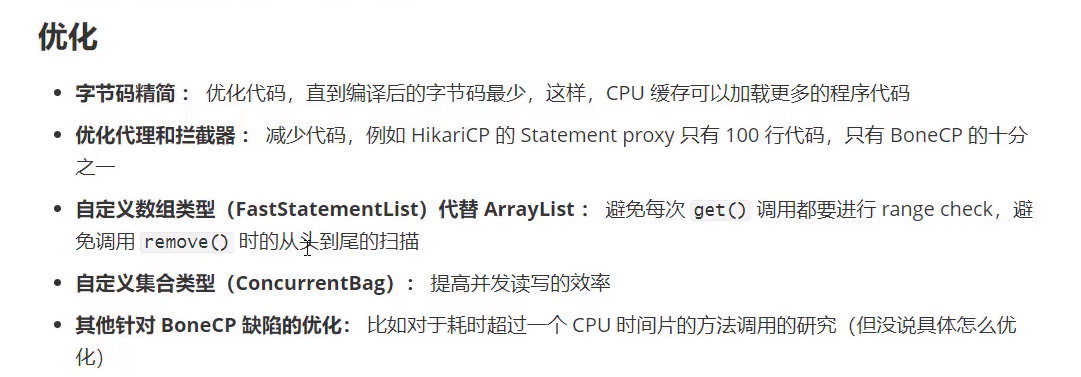 优化
字节码精简： 优化代码，直到编译后的字节码最少，这样，CPU 缓存可以加载更多的程序代码
优化代理和拦截器： 减少代码，例如 HikariCP 的 Statement proxy 只有 100 行代码，只有 BoneCP 的十分
之一
自定义数组类型（FastStatementList）代替 ArrayList： 避免每次 get() 调用都要进行 range check，避
免调用 remove() 时的从头到尾的扫描
自定义集合类型（ConcurrentBag）： 提高并发读写的效率
其他针对 BoneCP 缺陷的优化： 比如对于耗时超过一个 CPU 时间片的方法调用的研究（但没说具体怎么优
化）